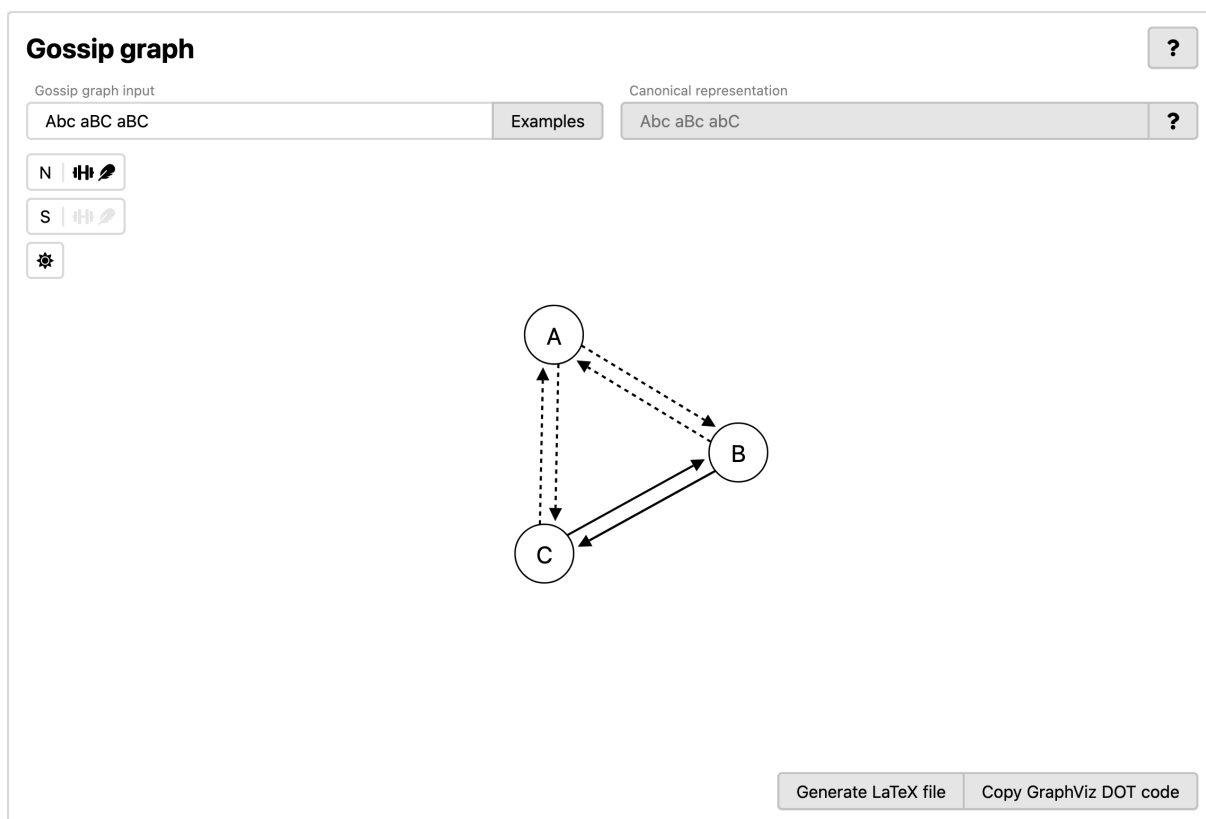 Gossip graph
?
Gossip graph input
Canonical representation
Abc aBC aBC
Examples
Abc aBc abC
?
N
S
A
B
C
Generate LaTeX file
Copy GraphViz DOT code